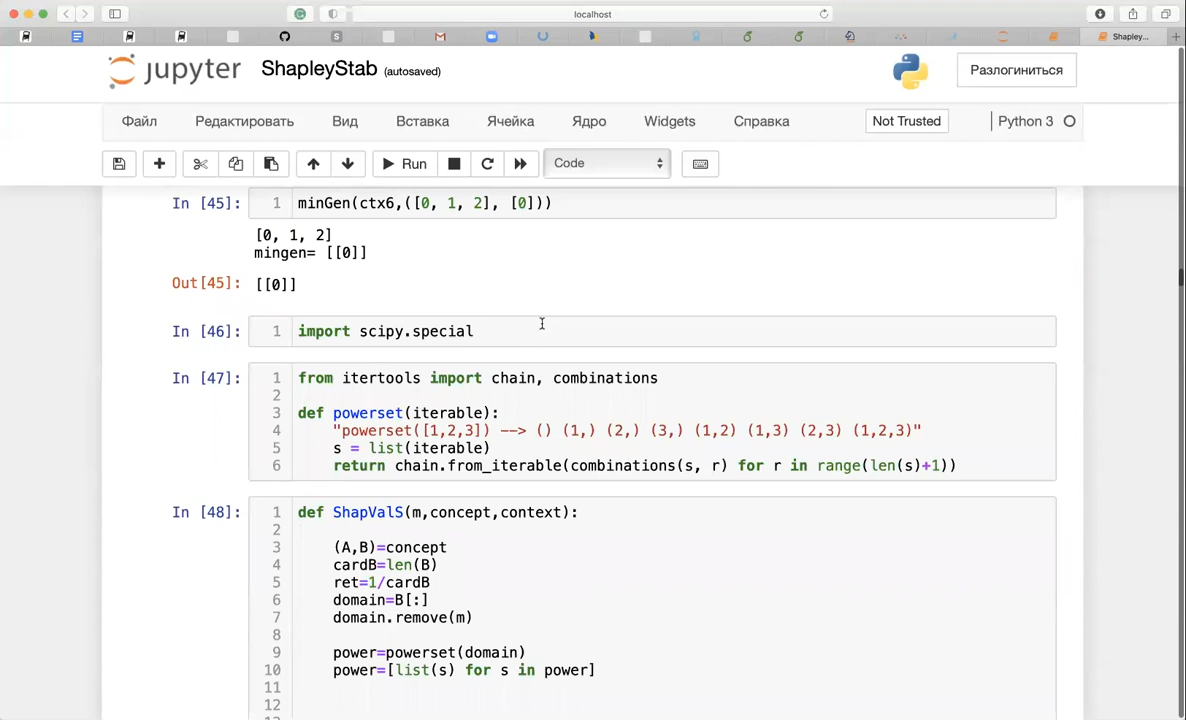 localhost
Shapley...
jupyter ShapleyStab (autosaved)
Разлогиниться
Файл Редактировать Вид Вставка Ячейка Ядро Widgets Справка Not Trusted Python 3
Run Code
In [45]: 1 minGen(ctx6,([0, 1, 2], [0]))
[0, 1, 2]
mingen= [[0]]
Out[45]: [[0]]
In [46]: 1 import scipy.special
In [47]: 1 from itertools import chain, combinations
2
3 def powerset(iterable):
4 "powerset([1,2,3]) --> () (1,) (2,) (3,) (1,2) (1,3) (2,3) (1,2,3)"
5 s = list(iterable)
6 return chain.from_iterable(combinations(s, r) for r in range(len(s)+1))
In [48]: 1 def ShapValS(m,concept,context):
2
3 (A,B)=concept
4 cardB=len(B)
5 ret=1/cardB
6 domain=B[:]
7 domain.remove(m)
8
9 power=powerset(domain)
10 power=[list(s) for s in power]
11
12